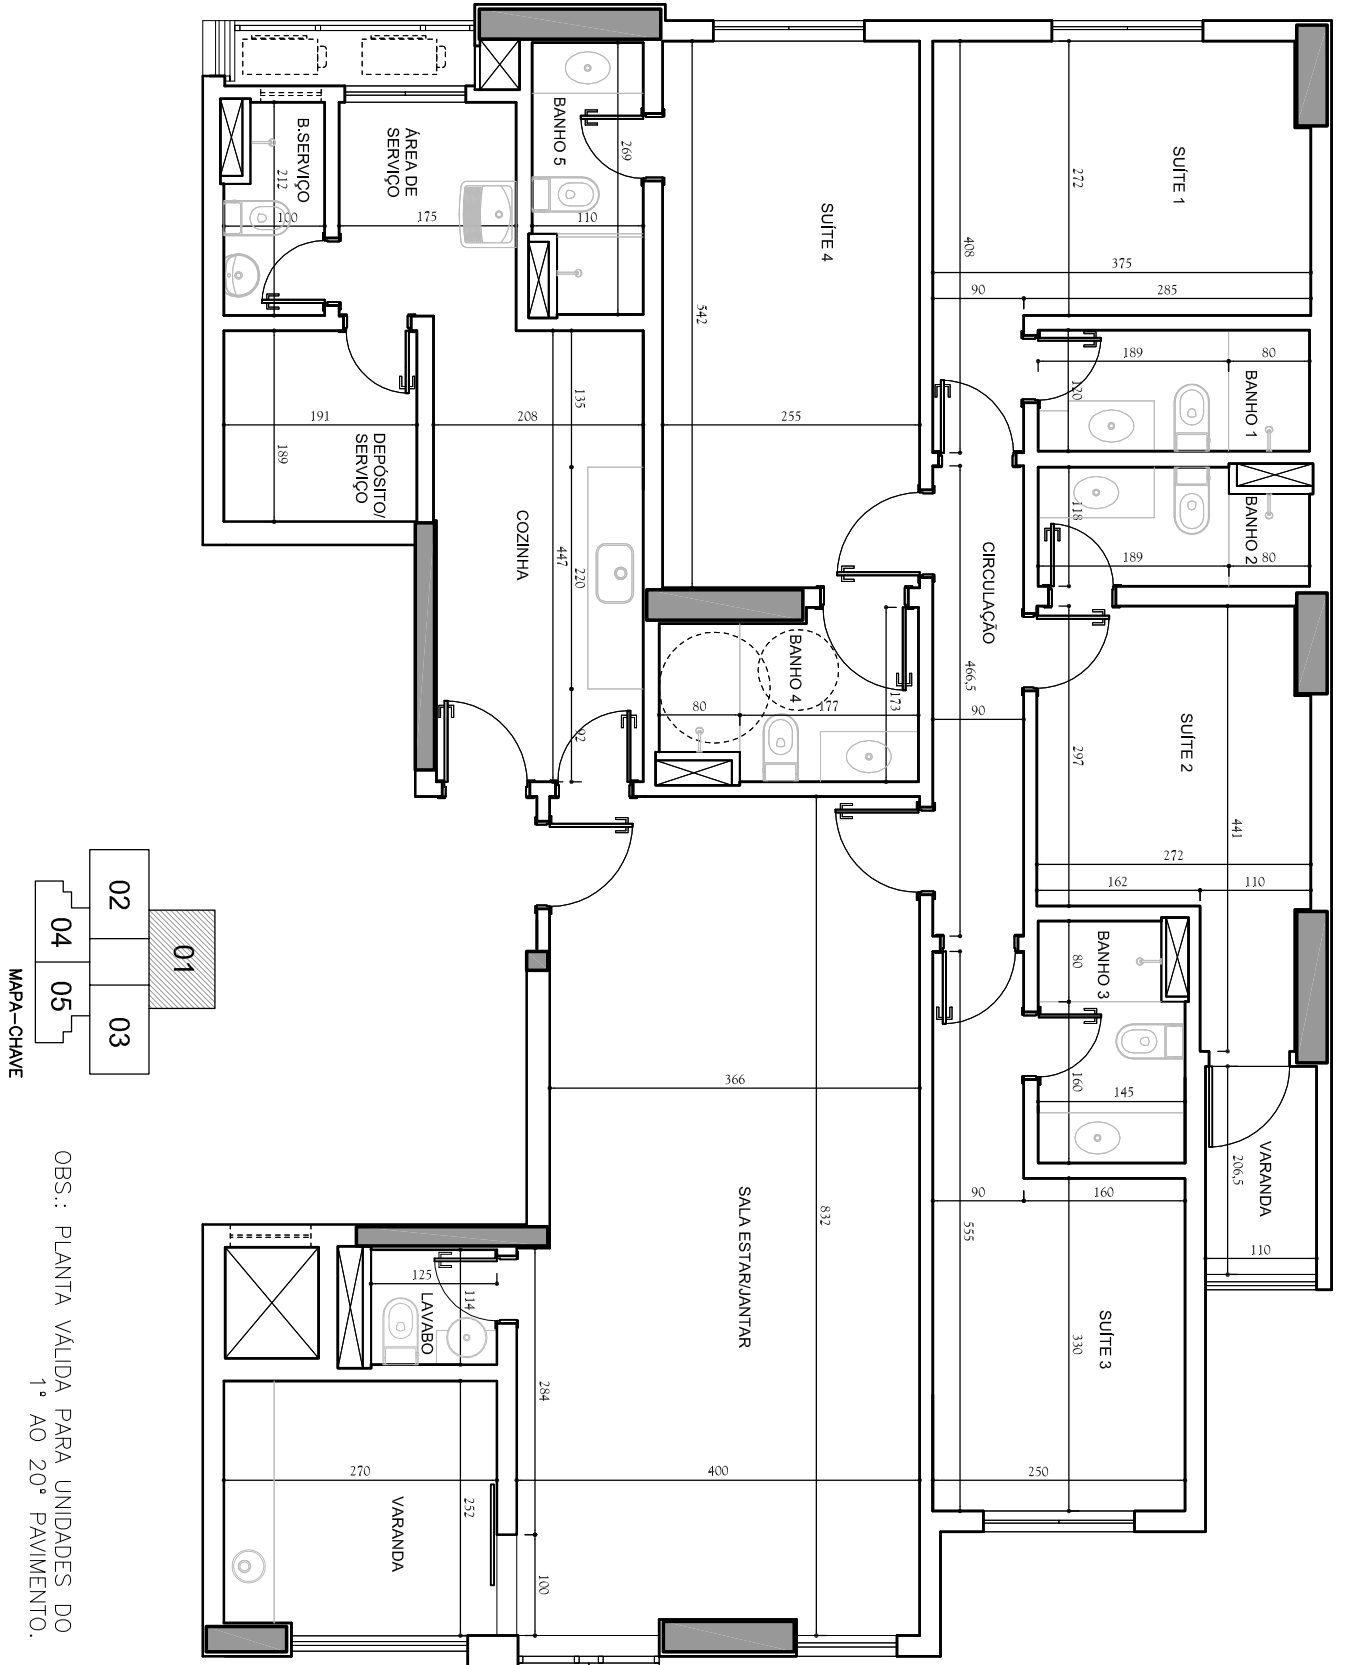 BANHO 5
269
110
B.SERVIÇO
212
100
ÁREA DE
SERVIÇO
175
SUÍTE 4
542
255
SUÍTE 1
272
375
408
90
285
189
80
120
BANHO 1
118
189
80
BANHO 2
191
189
DEPÓSITO/
SERVIÇO
208
135
COZINHA
447
220
92
CIRCULAÇÃO
466,5
90
BANHO 4
80
177
173
SUÍTE 2
297
441
272
162
110
BANHO 3
80
160
145
VARANDA
206,5
110
366
SALA ESTAR/JANTAR
832
90
160
555
SUÍTE 3
330
250
125
114
LAVABO
284
400
270
252
VARANDA
100
01
02
03
04
05
MAPA-CHAVE
OBS.: PLANTA VÁLIDA PARA UNIDADES DO
1° AO 20° PAVIMENTO.